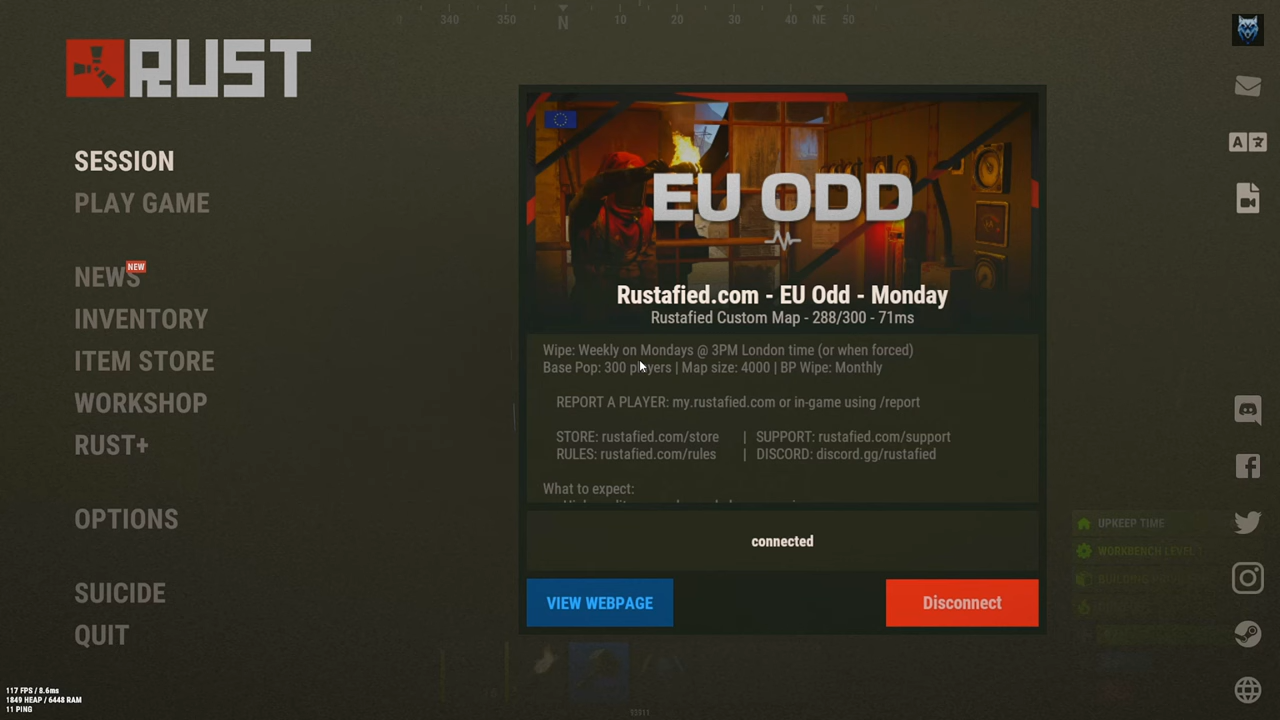 340 350 N 10 20 30 40 NE 50
RUST
SESSION
PLAY GAME
NEWS
NEW
INVENTORY
ITEM STORE
WORKSHOP
RUST+
OPTIONS
SUICIDE
QUIT
117 FPS / 8.6ms
1849 HEAP / 6448 RAM
11 PING
EU ODD
Rustafied.com - EU Odd - Monday
Rustafied Custom Map - 288/300 - 71ms
Wipe: Weekly on Mondays @ 3PM London time (or when forced)
Base Pop: 300 players | Map size: 4000 | BP Wipe: Monthly
REPORT A PLAYER: my.rustafied.com or in-game using /report
STORE: rustafied.com/store | SUPPORT: rustafied.com/support
RULES: rustafied.com/rules | DISCORD: discord.gg/rustafied
What to expect:
connected
VIEW WEBPAGE
Disconnect
A
UPKEEP TIME
WORKBENCH LEVEL 1